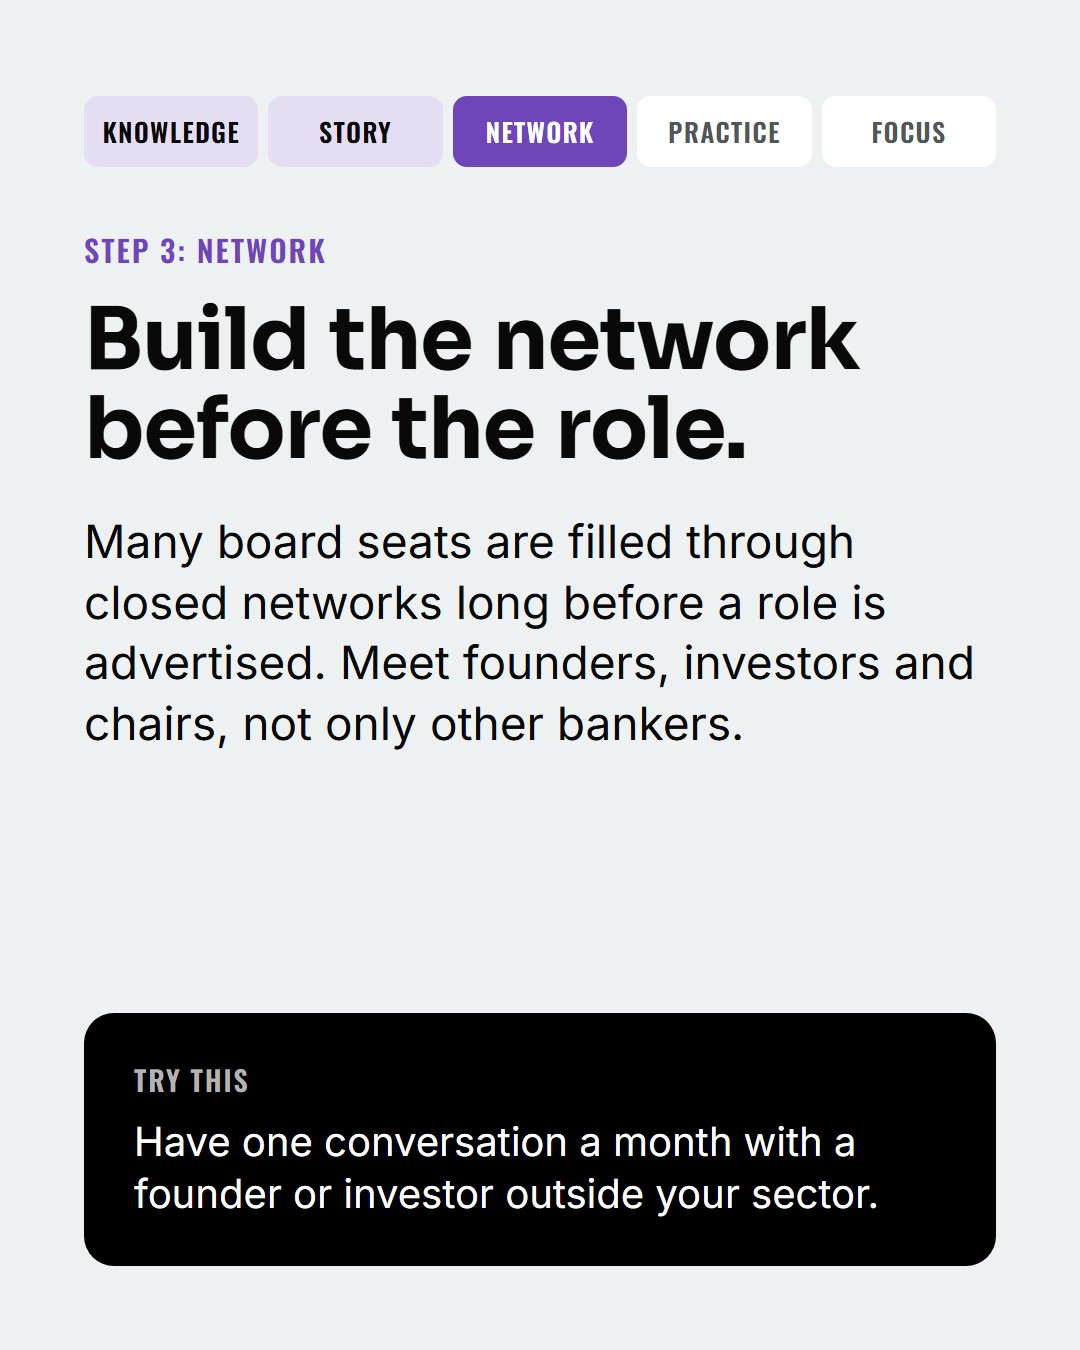 KNOWLEDGE
STORY
NETWORK
PRACTICE
FOCUS
STEP 3: NETWORK
Build the network
before the role.
Many board seats are filled through
closed networks long before a role is
advertised. Meet founders, investors and
chairs, not only other bankers.
TRY THIS
Have one conversation a month with a
founder or investor outside your sector.